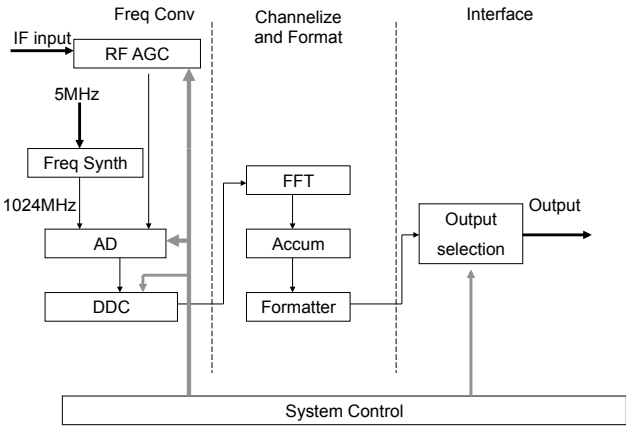 Freq Conv
Channelize
and Format
Interface
IF input
RF AGC
5MHz
Freq Synth
FFT
1024MHz
Output
selection
Output
AD
Accum
DDC
Formatter
System Control